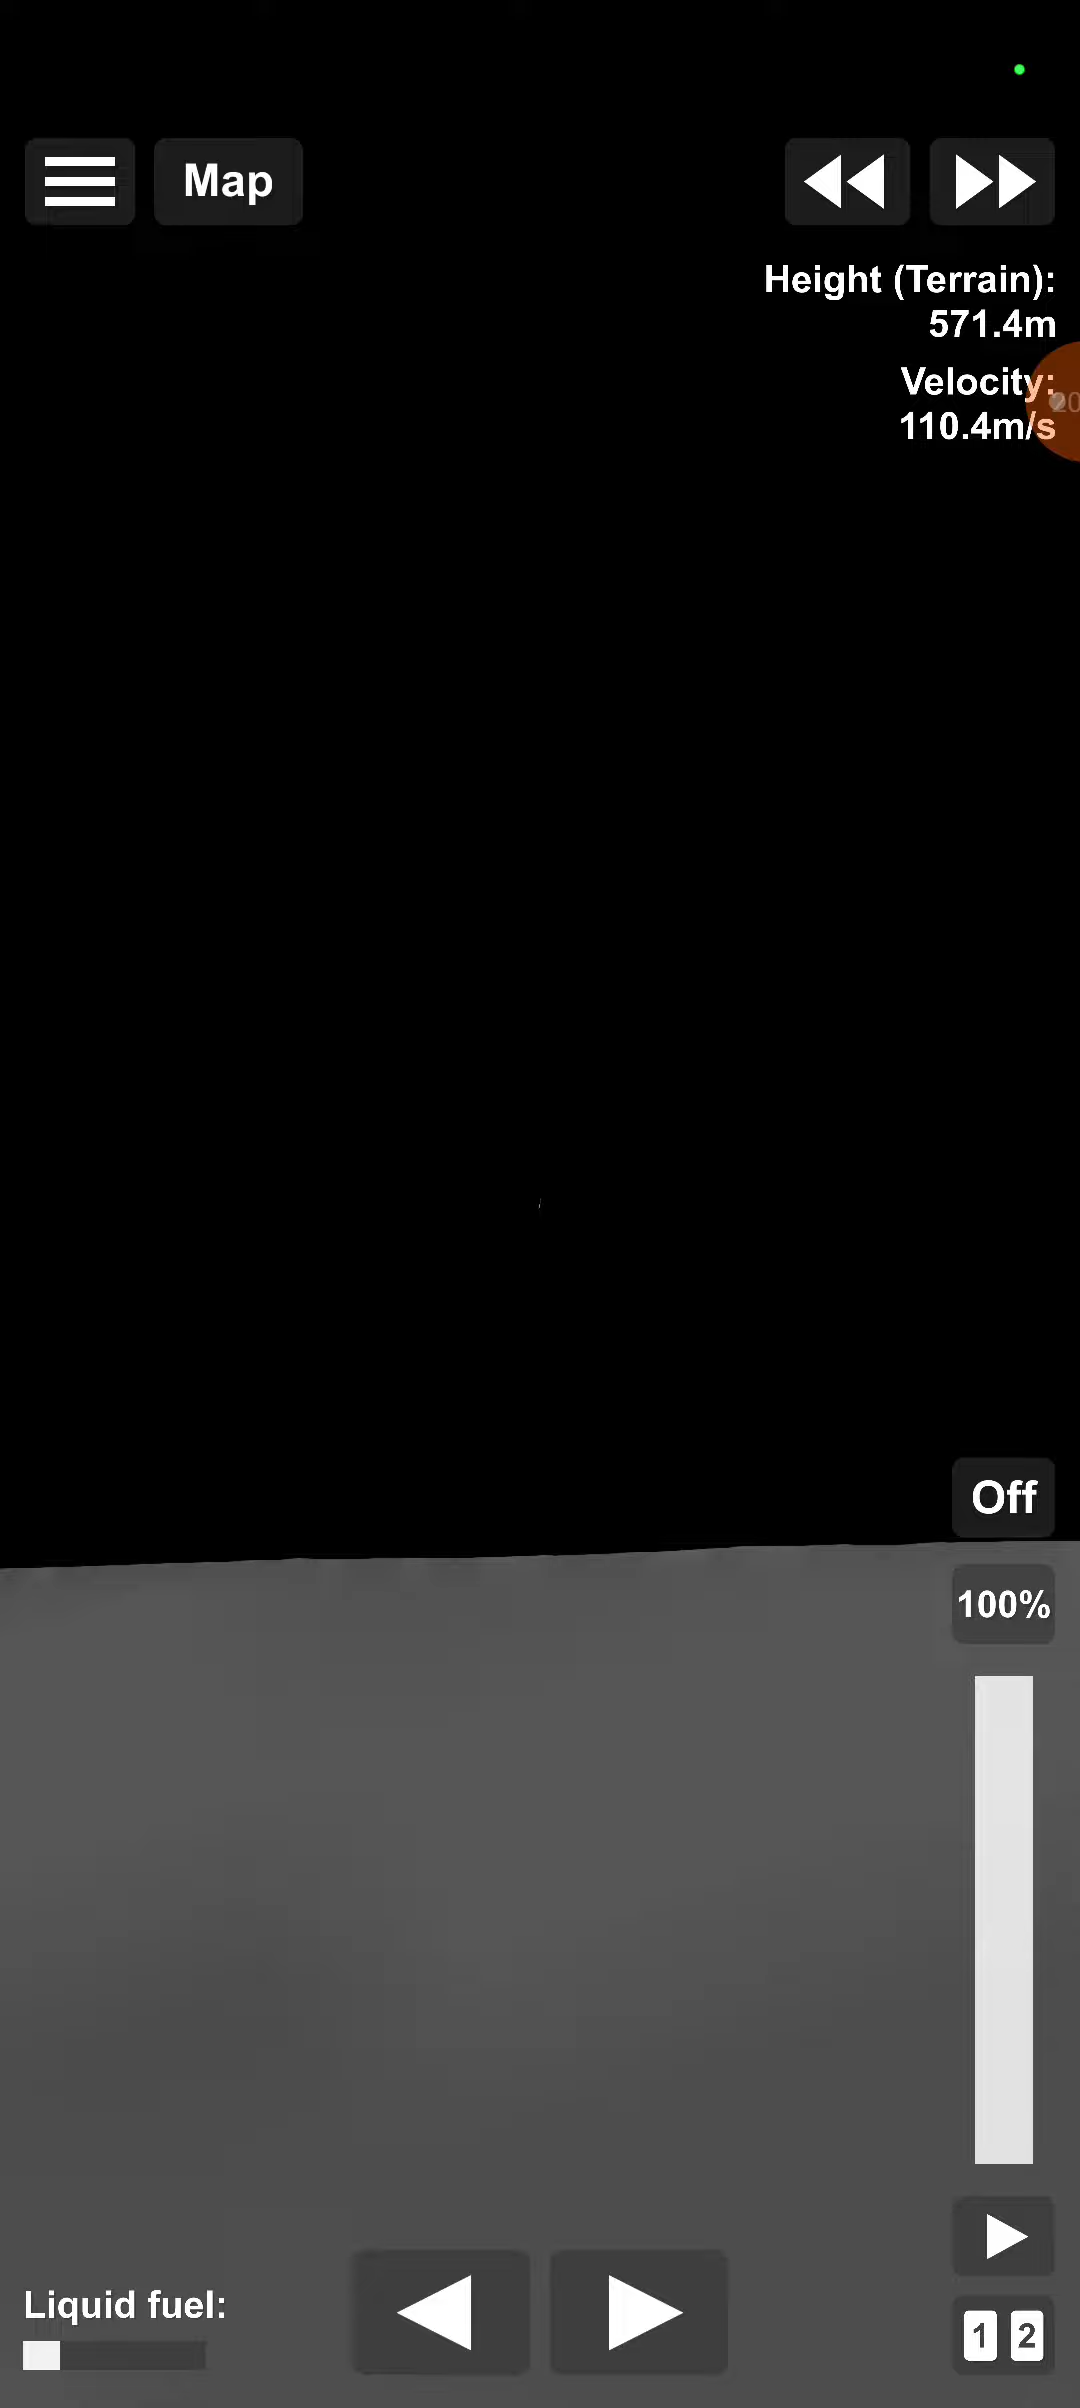 Map
Height (Terrain):
571.4m
Velocity:
110.4m/s
Off
100%
Liquid fuel:
1 2